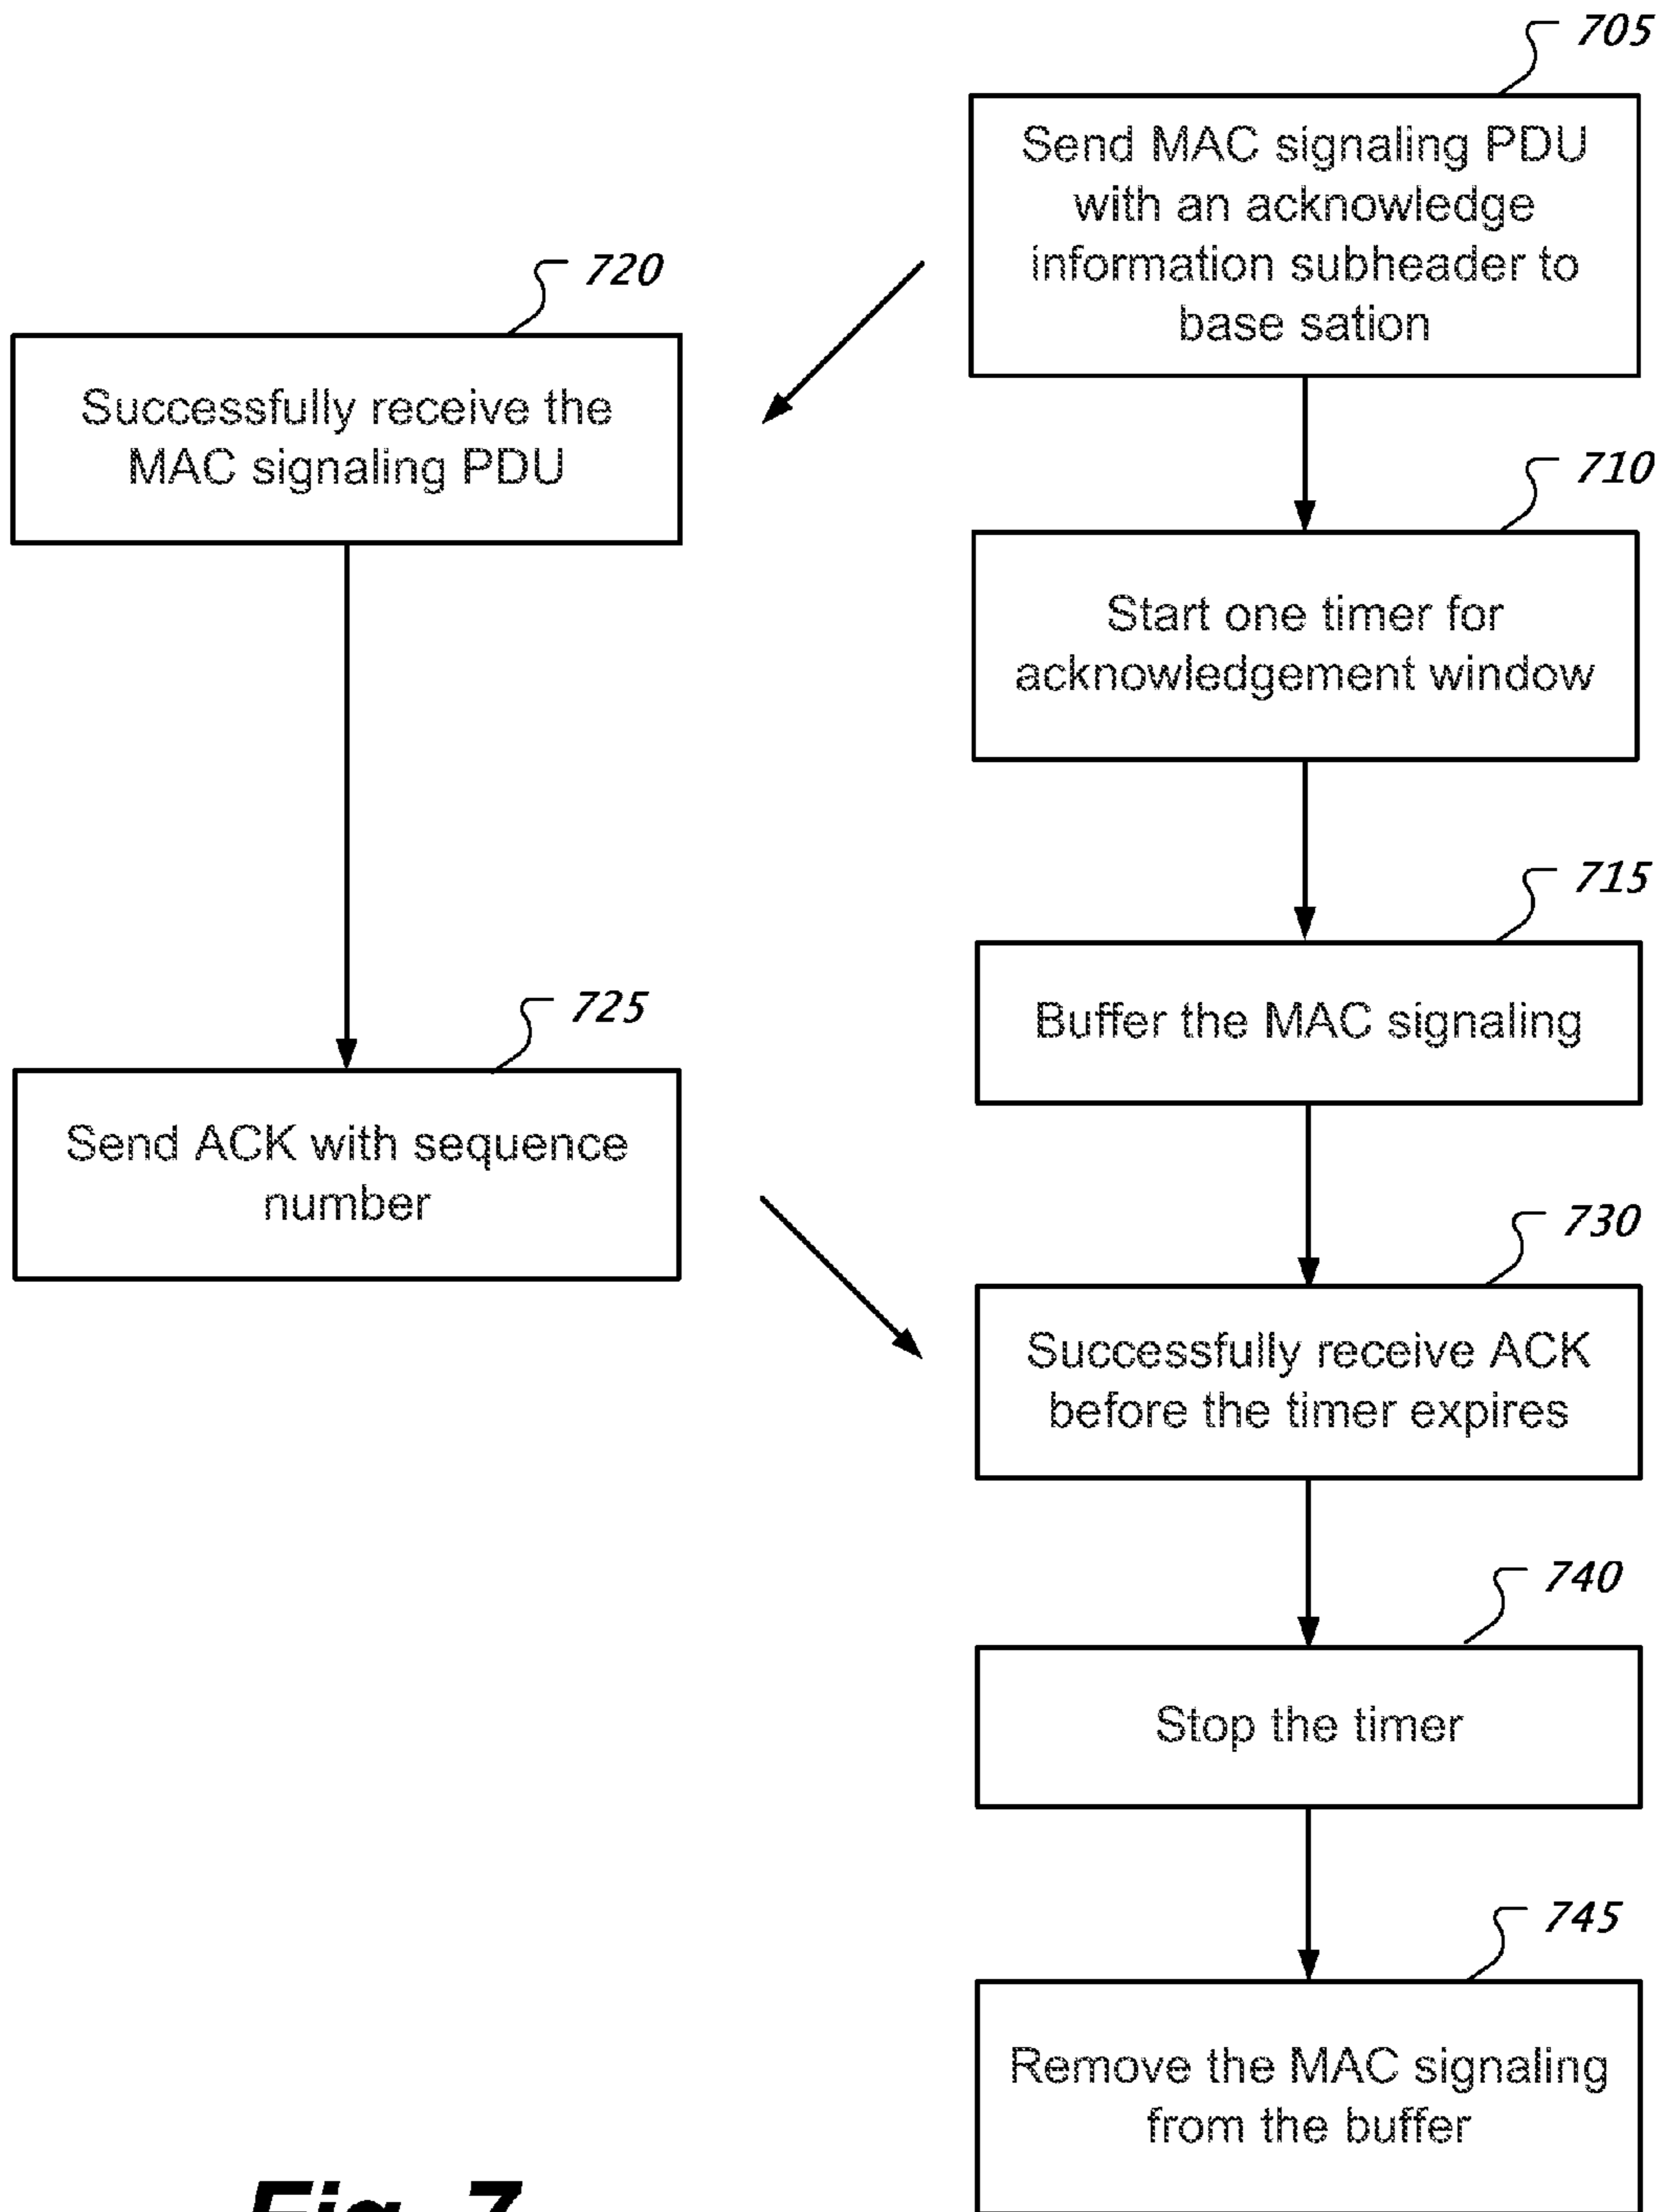 705
Send MAC signaling PDU
with an acknowledge
information subheader to
base sation
720
Successfully receive the
MAC signaling PDU
710
Start one timer for
acknowledgement window
715
Buffer the MAC signaling
725
Send ACK with sequence
number
730
Successfully receive ACK
before the timer expires
740
Stop the timer
745
Remove the MAC signaling
from the buffer
Fig. 7